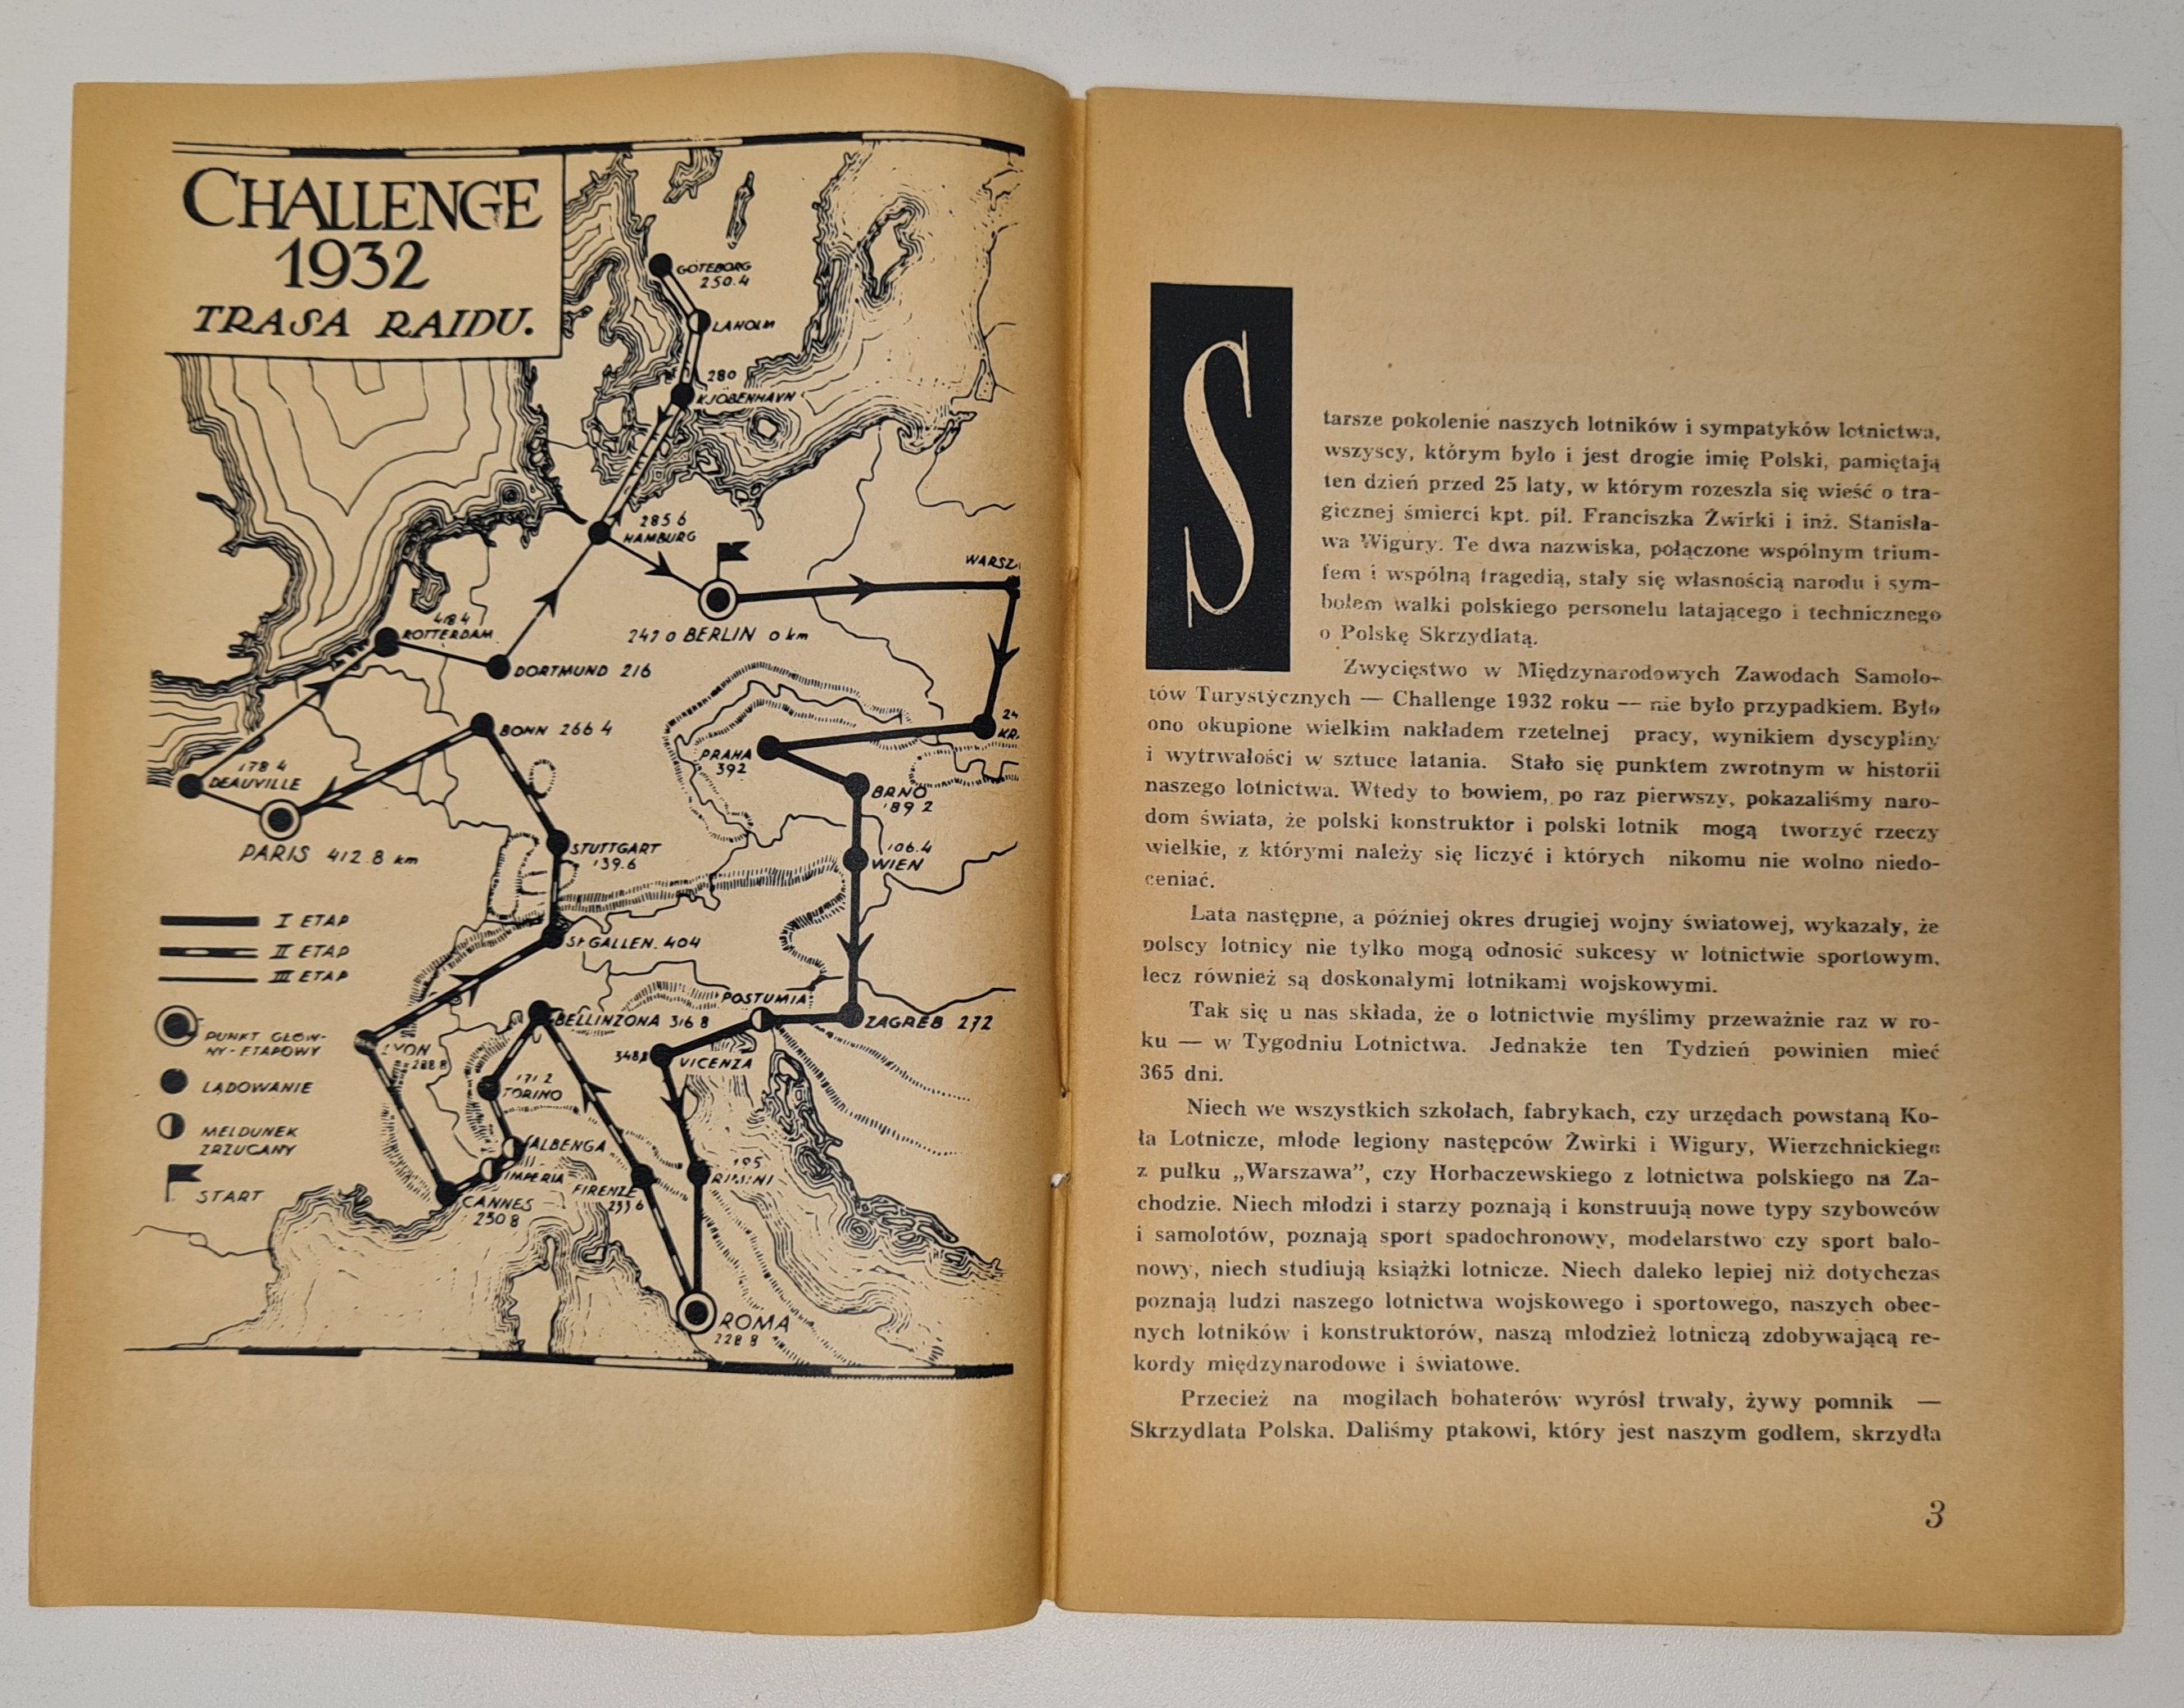 CHALLENGE
1932
TRASA RAIDU.
GÖTEBORG
250.4
LAHOLM
280
KJÖBENHAVN
285 6
HAMBURG
WARSZ
242 0 BERLIN 0 km
484
ROTTERDAM
DORTMUND 216
BONN 266 4
178 4
DEAUVILLE
PARIS 412.8 km
24
KR
PRAHA
392
BRNO
189 2
STUTTGART
139.6
106.4
WIEN
I ETAP
II ETAP
III ETAP
St GALLEN. 404
POSTUMIA
ZAGREB 272
BELLINZONA 316 8
PUNKT GŁÓW-
NY-ETAPOWY
LYON
288 8
VICENZA
LĄDOWANIE
171 2
TORINO
MELDUNEK
ZRZUCANY
ALBENGA
IMPERIA
195
RIMINI
START
CANNES
230 8
FIRENZE
ROMA
228 8
S
tarsze pokolenie naszych lotników i sympatyków lotnictwa,
wszyscy, którym było i jest drogie imię Polski, pamiętają
ten dzień przed 25 laty, w którym rozeszła się wieść o tra-
gicznej śmierci kpt. pil. Franciszka Żwirki i inż. Stanisła-
wa Wigury. Te dwa nazwiska, połączone wspólnym trium-
fem i wspólną tragedią, stały się własnością narodu i sym-
bolem walki polskiego personelu latającego i technicznego
o Polskę Skrzydlatą.
Zwycięstwo w Międzynarodowych Zawodach Samolo-
tów Turystycznych — Challenge 1932 roku — nie było przypadkiem. Było
ono okupione wielkim nakładem rzetelnej pracy, wynikiem dyscypliny
i wytrwałości w sztuce latania. Stało się punktem zwrotnym w historii
naszego lotnictwa. Wtedy to bowiem, po raz pierwszy, pokazaliśmy naro-
dom świata, że polski konstruktor i polski lotnik mogą tworzyć rzeczy
wielkie, z którymi należy się liczyć i których nikomu nie wolno niedo-
ceniać.
Lata następne, a później okres drugiej wojny światowej, wykazały, że
polscy lotnicy nie tylko mogą odnosić sukcesy w lotnictwie sportowym,
lecz również są doskonałymi lotnikami wojskowymi.
Tak się u nas składa, że o lotnictwie myślimy przeważnie raz w ro-
ku — w Tygodniu Lotnictwa. Jednakże ten Tydzień powinien mieć
365 dni.
Niech we wszystkich szkołach, fabrykach, czy urzędach powstaną Ko-
ła Lotnicze, młode legiony następców Żwirki i Wigury, Wierzchnickiego
z pułku „Warszawa”, czy Horbaczewskiego z lotnictwa polskiego na Za-
chodzie. Niech młodzi i starzy poznają i konstruują nowe typy szybowców
i samolotów, poznają sport spadochronowy, modelarstwo czy sport balo-
nowy, niech studiują książki lotnicze. Niech daleko lepiej niż dotychczas
poznają ludzi naszego lotnictwa wojskowego i sportowego, naszych obec-
nych lotników i konstruktorów, naszą młodzież lotniczą zdobywającą re-
kordy międzynarodowe i światowe.
Przecież na mogiłach bohaterów wyrósł trwały, żywy pomnik —
Skrzydlata Polska. Daliśmy ptakowi, który jest naszym godłem, skrzydła
3